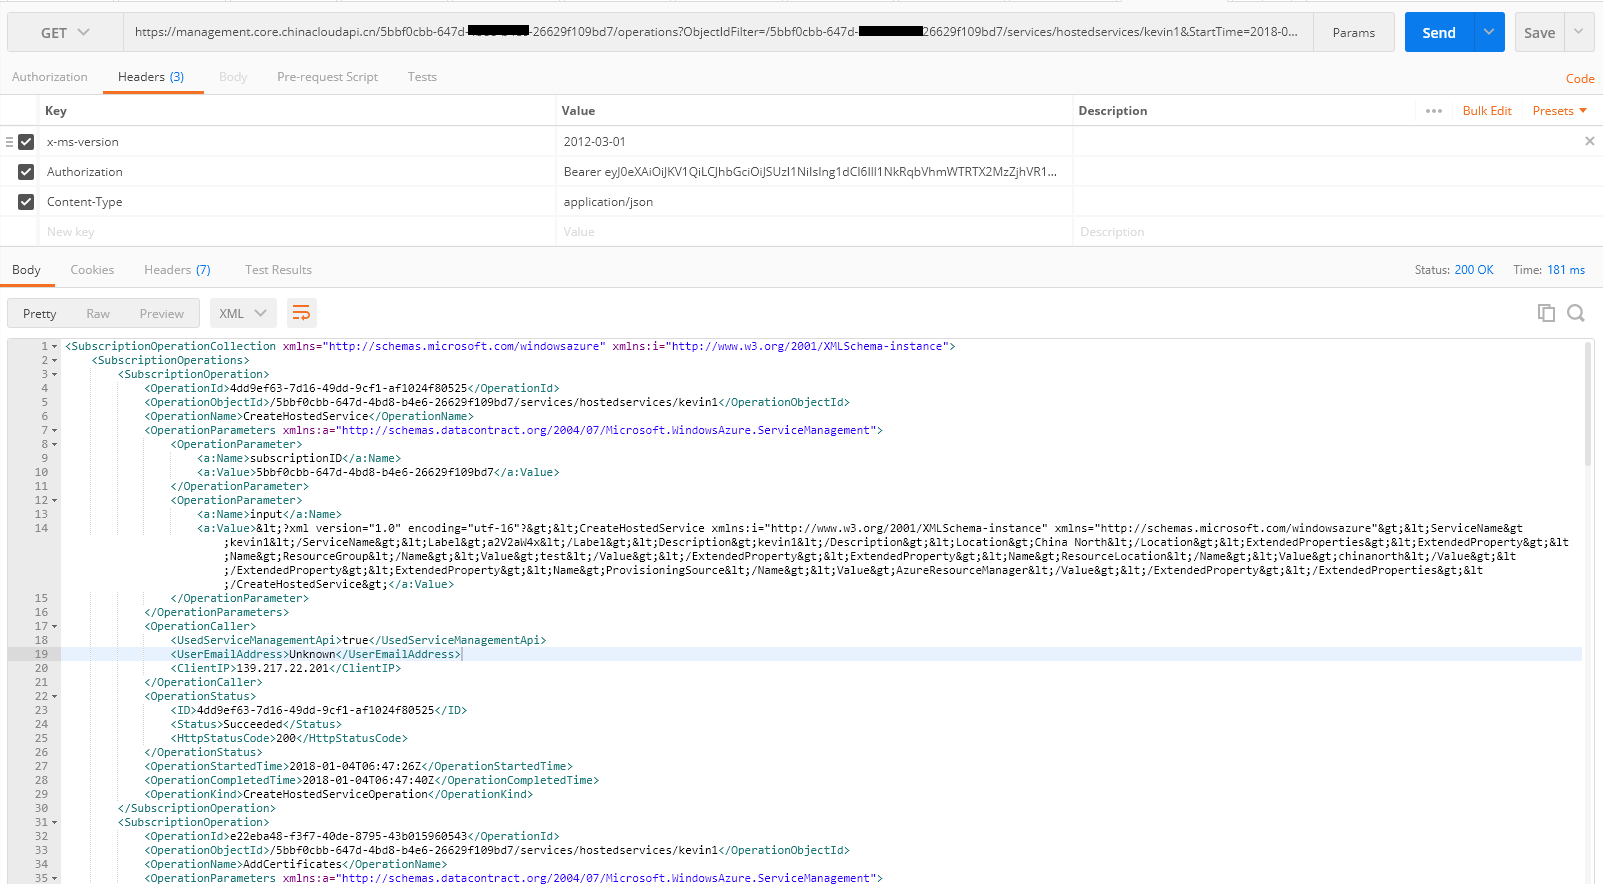 GET
https://management.core.chinacloudapi.cn/5bbf0cbb-647d- -26629f109bd7/operations?ObjectIdFilter=/5bbf0cbb-647d- 26629f109bd7/services/hostedservices/kevin1&StartTime=2018-0...
Params
Send
Save
Authorization
Headers (3)
Body
Pre-request Script
Tests
Code
Key Value Description ••• Bulk Edit Presets
x-ms-version 2012-03-01
Authorization Bearer
Content-Type application/json
New key Value Description
Body Cookies Headers (7) Test Results Status: 200 OK Time: 181 ms
Pretty Raw Preview XML
1 <SubscriptionOperationCollection xmlns="http://schemas.microsoft.com/windowsazure" xmlns:i="http://www.w3.org/2001/XMLSchema-instance">
2 <SubscriptionOperations>
3 <SubscriptionOperation>
4 <OperationId>4dd9ef63-7d16-49dd-9cf1-af1024f80525</OperationId>
5 <OperationObjectId>/5bbf0cbb-647d-4bd8-b4e6-26629f109bd7/services/hostedservices/kevin1</OperationObjectId>
6 <OperationName>CreateHostedService</OperationName>
7 <OperationParameters xmlns:a="http://schemas.datacontract.org/2004/07/Microsoft.WindowsAzure.ServiceManagement">
8 <OperationParameter>
9 <a:Name>subscriptionID</a:Name>
10 <a:Value>5bbf0cbb-647d-4bd8-b4e6-26629f109bd7</a:Value>
11 </OperationParameter>
12 <OperationParameter>
13 <a:Name>input</a:Name>
14 <a:Value>&lt;?xml version="1.0" encoding="utf-16"?&gt;&lt;CreateHostedService xmlns:i="http://www.w3.org/2001/XMLSchema-instance" xmlns="http://schemas.microsoft.com/windowsazure"&gt;&lt;ServiceName&gt
;kevin1&lt;/ServiceName&gt;&lt;Label&gt;a2V2aW4x&lt;/Label&gt;&lt;Description&gt;kevin1&lt;/Description&gt;&lt;Location&gt;China North&lt;/Location&gt;&lt;ExtendedProperties&gt;&lt;ExtendedProperty&gt;&lt
;Name&gt;ResourceGroup&lt;/Name&gt;&lt;Value&gt;test&lt;/Value&gt;&lt;/ExtendedProperty&gt;&lt;ExtendedProperty&gt;&lt;Name&gt;ResourceLocation&lt;/Name&gt;&lt;Value&gt;chinanorth&lt;/Value&gt;&lt
;/ExtendedProperty&gt;&lt;ExtendedProperty&gt;&lt;Name&gt;ProvisioningSource&lt;/Name&gt;&lt;Value&gt;AzureResourceManager&lt;/Value&gt;&lt;/ExtendedProperty&gt;&lt;/ExtendedProperties&gt;&lt
;/CreateHostedService&gt;</a:Value>
15 </OperationParameter>
16 </OperationParameters>
17 <OperationCaller>
18 <UsedServiceManagementApi>true</UsedServiceManagementApi>
19 <UserEmailAddress>Unknown</UserEmailAddress>
20 <ClientIP>139.217.22.201</ClientIP>
21 </OperationCaller>
22 <OperationStatus>
23 <ID>4dd9ef63-7d16-49dd-9cf1-af1024f80525</ID>
24 <Status>Succeeded</Status>
25 <HttpStatusCode>200</HttpStatusCode>
26 </OperationStatus>
27 <OperationStartedTime>2018-01-04T06:47:26Z</OperationStartedTime>
28 <OperationCompletedTime>2018-01-04T06:47:40Z</OperationCompletedTime>
29 <OperationKind>CreateHostedServiceOperation</OperationKind>
30 </SubscriptionOperation>
31 <SubscriptionOperation>
32 <OperationId>e22eba48-f3f7-40de-8795-43b015960543</OperationId>
33 <OperationObjectId>/5bbf0cbb-647d-4bd8-b4e6-26629f109bd7/services/hostedservices/kevin1</OperationObjectId>
34 <OperationName>AddCertificates</OperationName>
35 <OperationParameters xmlns:a="http://schemas.datacontract.org/2004/07/Microsoft.WindowsAzure.ServiceManagement">